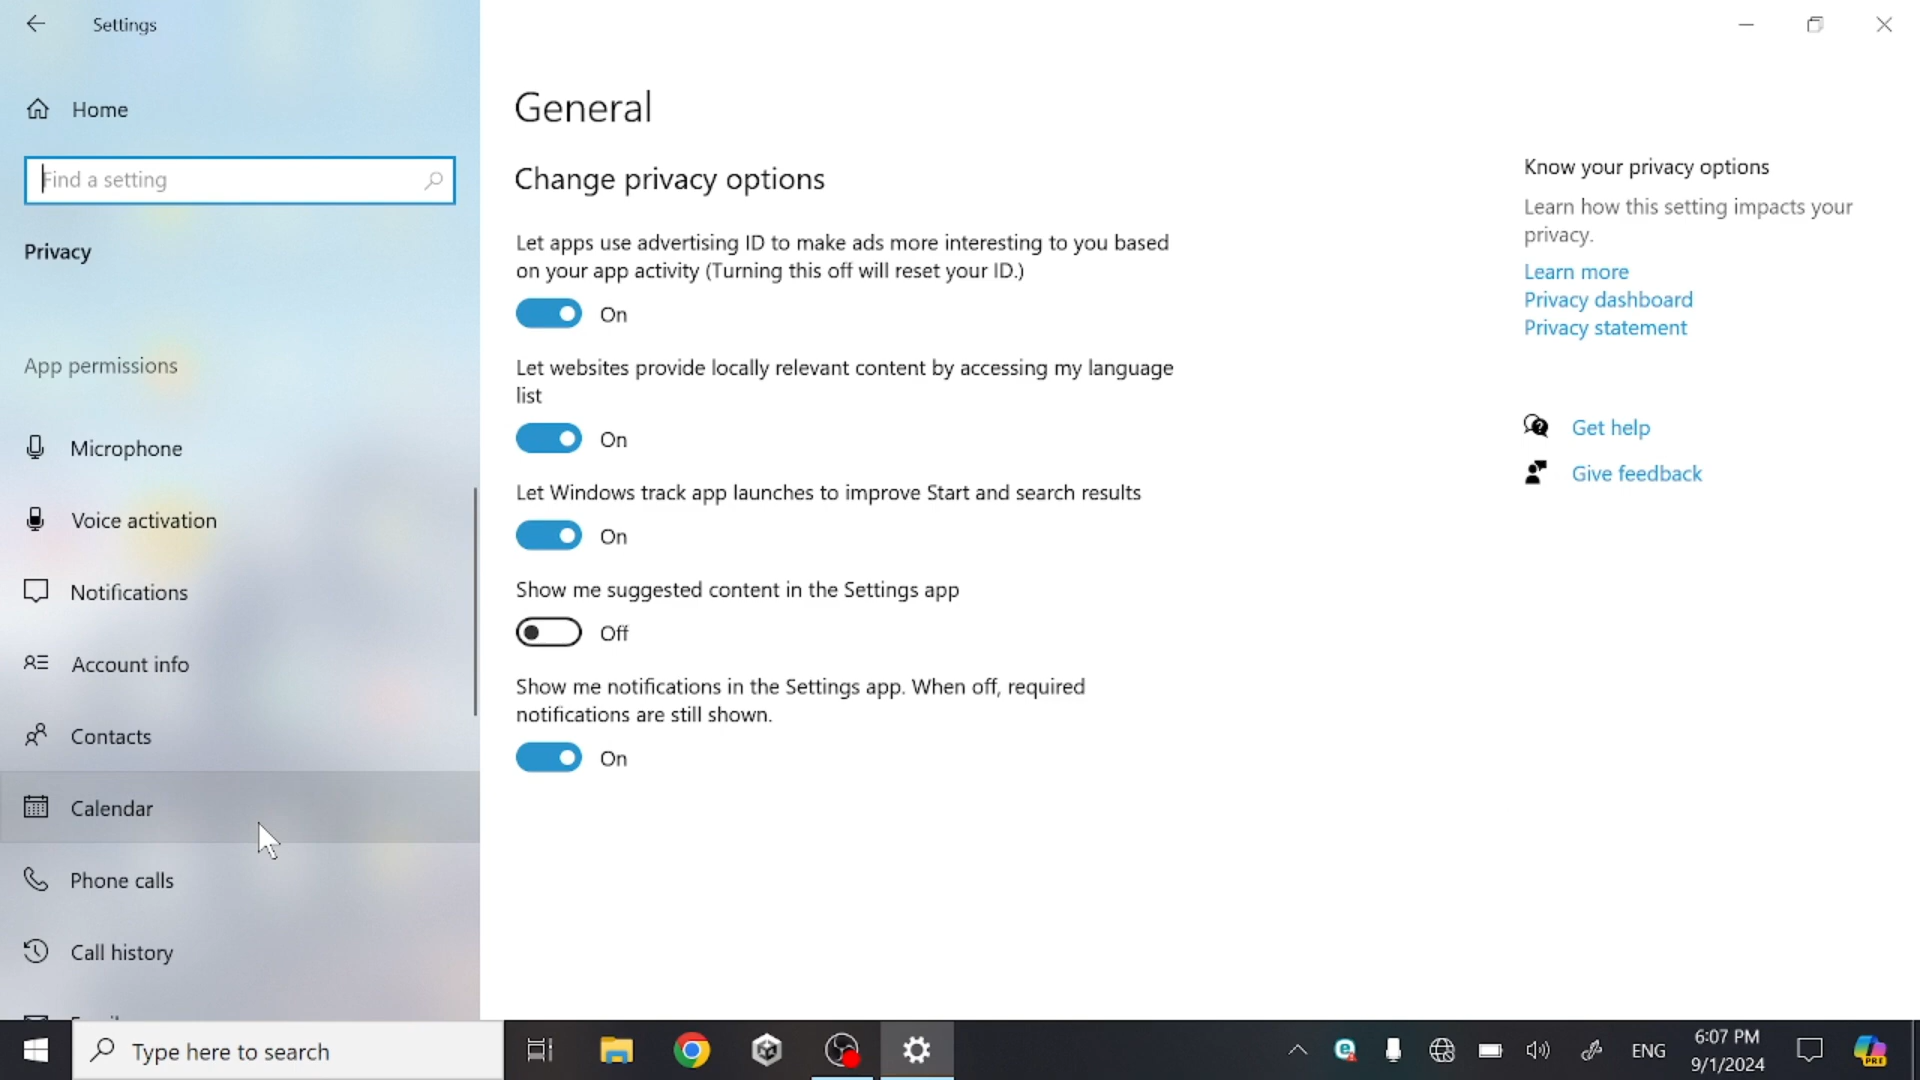 Settings
Home
Find a setting
Privacy
App permissions
Microphone
Voice activation
Notifications
Account info
Contacts
Calendar
Phone calls
Call history
General
Change privacy options
Let apps use advertising ID to make ads more interesting to you based
on your app activity (Turning this off will reset your ID.)
On
Let websites provide locally relevant content by accessing my language
list
On
Let Windows track app launches to improve Start and search results
On
Show me suggested content in the Settings app
Off
Show me notifications in the Settings app. When off, required
notifications are still shown.
On
Know your privacy options
Learn how this setting impacts your
privacy.
Learn more
Privacy dashboard
Privacy statement
Get help
Give feedback
Type here to search
ENG
6:07 PM
9/1/2024
PRE